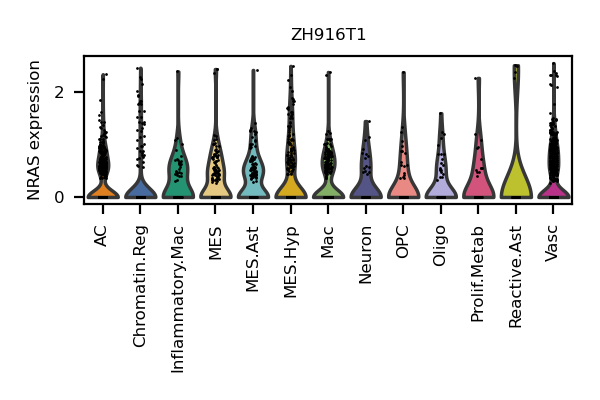 ZH916T1
NRAS expression
2
0
AC
Chromatin.Reg
Inflammatory.Mac
MES
MES.Ast
MES.Hyp
Mac
Neuron
OPC
Oligo
Prolif.Metab
Reactive.Ast
Vasc